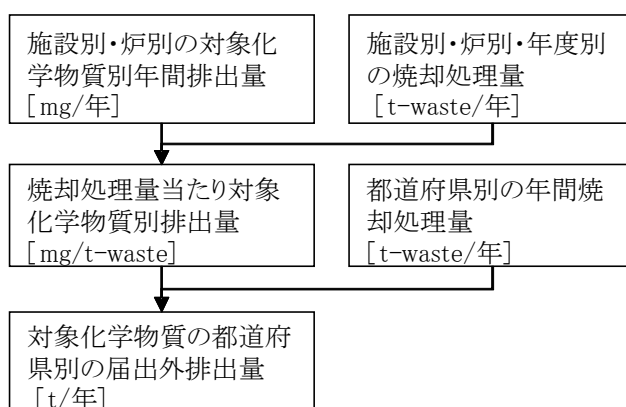 施設別・炉別の対象化
学物質別年間排出量
[mg/年]
施設別・炉別・年度別
の焼却処理量
[t-waste/年]
焼却処理量当たり対象
化学物質別排出量
[mg/t-waste]
都道府県別の年間焼
却処理量
[t-waste/年]
対象化学物質の都道府
県別の届出外排出量
[t/年]